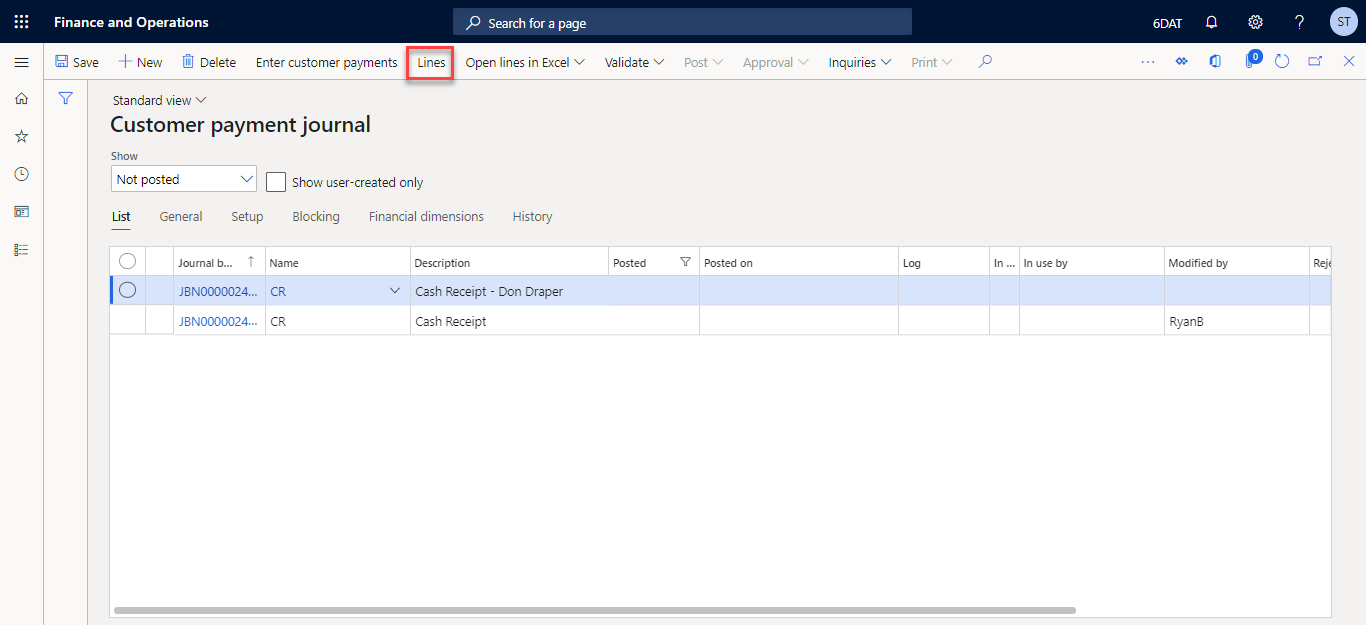 Finance and Operations
Search for a page
6DAT
ST
Save
New
Delete
Enter customer payments
Lines
Open lines in Excel
Validate
Post
Approval
Inquiries
Print
...
0
Standard view
Customer payment journal
Show
Not posted
Show user-created only
List
General
Setup
Blocking
Financial dimensions
History
Journal b...
Name
Description
Posted
Posted on
Log
In ...
In use by
Modified by
Reje
JBN0000024...
CR
Cash Receipt - Don Draper
JBN0000024...
CR
Cash Receipt
RyanB